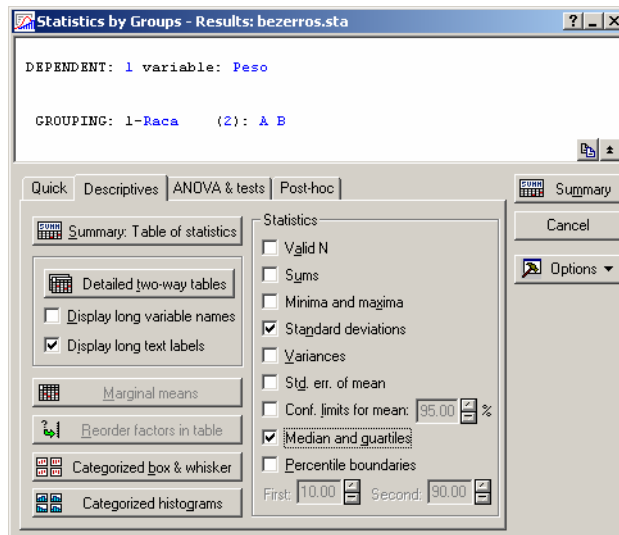 Statistics by Groups - Results: bezerros.sta
DEPENDENT: 1 variable: Peso
GROUPING: 1-Raca (2): A B
Quick Descriptives ANOVA & tests Post-hoc
Summary
Cancel
Options
Summary: Table of statistics
Detailed two-way tables
Display long variable names
Display long text labels
Marginal means
Reorder factors in table
Categorized box & whisker
Categorized histograms
Statistics
Valid N
Sums
Minima and maxima
Standard deviations
Variances
Std. err. of mean
Conf. limits for mean: 95.00 %
Median and quartiles
Percentile boundaries
First: 10.00 Second: 90.00